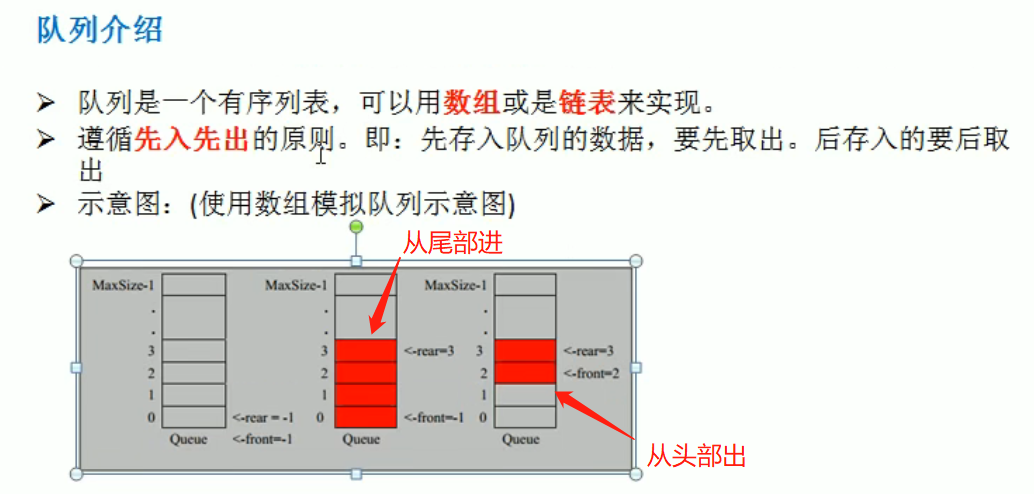 队列介绍
➢ 队列是一个有序列表，可以用数组或是链表来实现。
➢ 遵循先入先出的原则。即：先存入队列的数据，要先取出。后存入的要后取
出
➢ 示意图：(使用数组模拟队列示意图)
从尾部进
MaxSize-1 MaxSize-1 MaxSize-1
. . .
. . .
3 3 <-rear=3 3 <-rear=3
2 2 2 <-front=2
1 1 1
0 <-rear = -1 0 <-front=-1 0
Queue <-front=-1 Queue Queue
从头部出